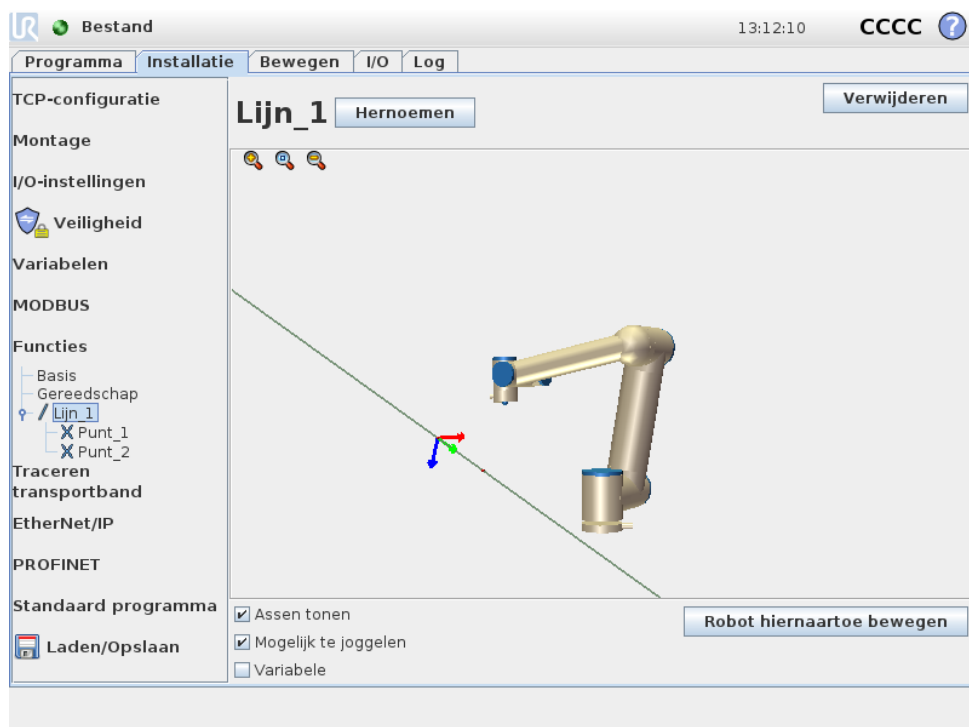 UR Bestand 13:12:10 CCCC ?
Programma Installatie Bewegen I/O Log
TCP-configuratie
Montage
I/O-instellingen
Veiligheid
Variabelen
MODBUS
Functies
Basis
Gereedschap
Lijn_1
Punt_1
Punt_2
Traceren
transportband
EtherNet/IP
PROFINET
Standaard programma
Laden/Opslaan
Lijn_1 Hernoemen Verwijderen
Assen tonen
Mogelijk te joggelen
Variabele
Robot hiernaartoe bewegen